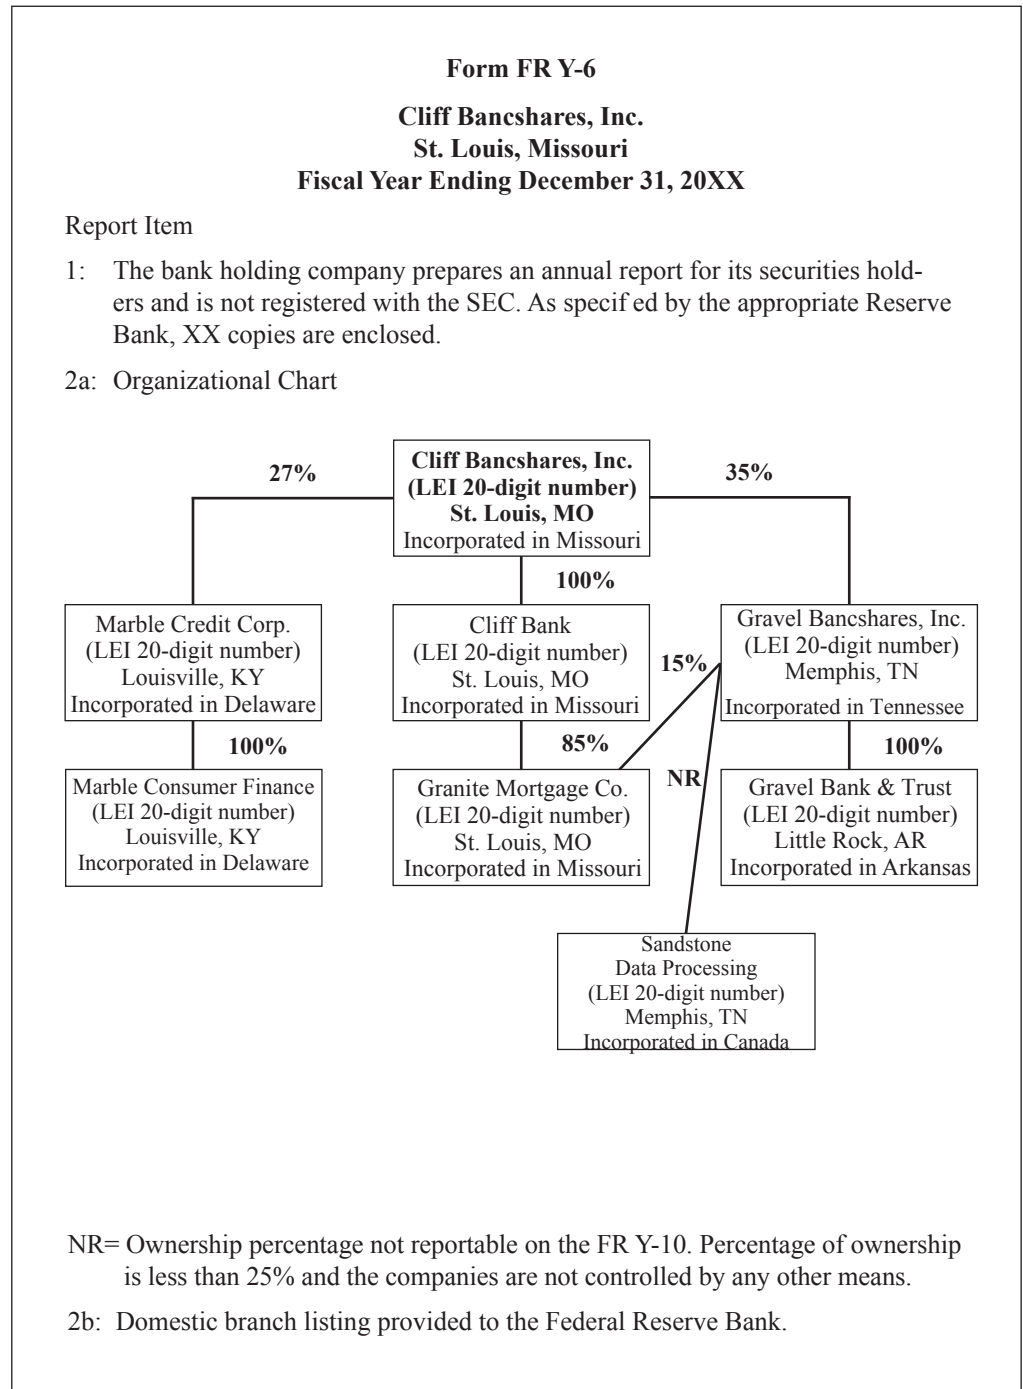 Form FR Y-6
Cliff Bancshares, Inc.
St. Louis, Missouri
Fiscal Year Ending December 31, 20XX
Report Item
1: The bank holding company prepares an annual report for its securities hold-
ers and is not registered with the SEC. As specif ed by the appropriate Reserve
Bank, XX copies are enclosed.
2a: Organizational Chart
27%
Cliff Bancshares, Inc.
(LEI 20-digit number)
St. Louis, MO
Incorporated in Missouri
35%
100%
Marble Credit Corp.
(LEI 20-digit number)
Louisville, KY
Incorporated in Delaware
Cliff Bank
(LEI 20-digit number)
St. Louis, MO
Incorporated in Missouri
15%
Gravel Bancshares, Inc.
(LEI 20-digit number)
Memphis, TN
Incorporated in Tennessee
100%
85%
NR
100%
Marble Consumer Finance
(LEI 20-digit number)
Louisville, KY
Incorporated in Delaware
Granite Mortgage Co.
(LEI 20-digit number)
St. Louis, MO
Incorporated in Missouri
Gravel Bank & Trust
(LEI 20-digit number)
Little Rock, AR
Incorporated in Arkansas
Sandstone
Data Processing
(LEI 20-digit number)
Memphis, TN
Incorporated in Canada
NR= Ownership percentage not reportable on the FR Y-10. Percentage of ownership
is less than 25% and the companies are not controlled by any other means.
2b: Domestic branch listing provided to the Federal Reserve Bank.